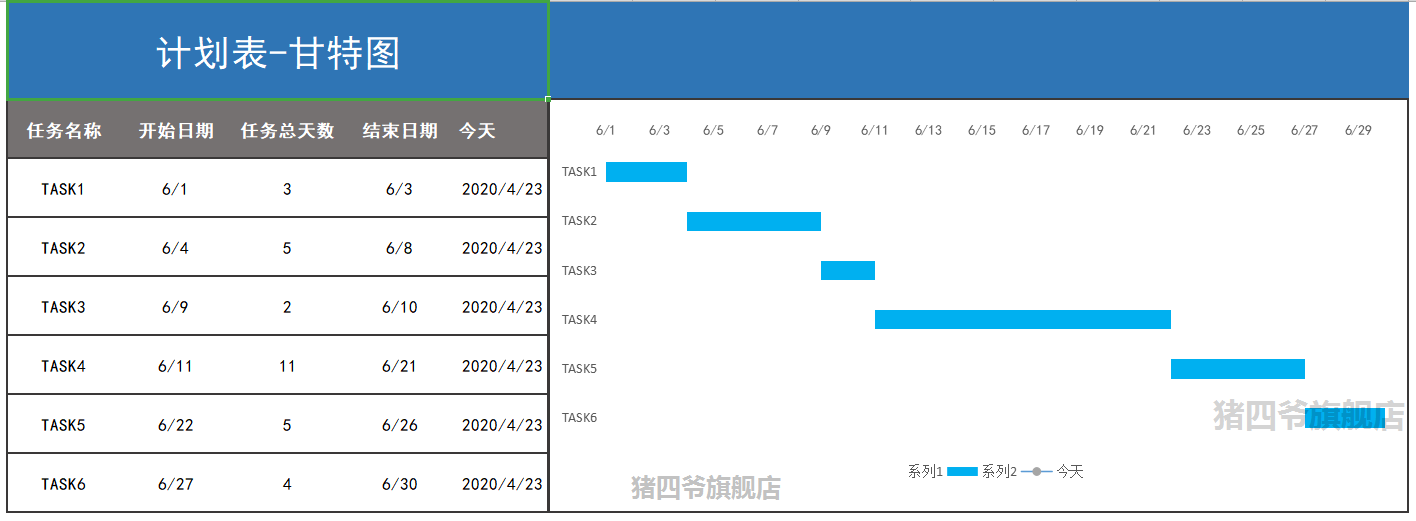 计划表-甘特图
任务名称 开始日期 任务总天数 结束日期 今天
TASK1 6/1 3 6/3 2020/4/23
TASK2 6/4 5 6/8 2020/4/23
TASK3 6/9 2 6/10 2020/4/23
TASK4 6/11 11 6/21 2020/4/23
TASK5 6/22 5 6/26 2020/4/23
TASK6 6/27 4 6/30 2020/4/23
6/1 6/3 6/5 6/7 6/9 6/11 6/13 6/15 6/17 6/19 6/21 6/23 6/25 6/27 6/29
TASK1
TASK2
TASK3
TASK4
TASK5
TASK6
猪四爷旗舰店
系列1 系列2 今天
猪四爷旗舰店